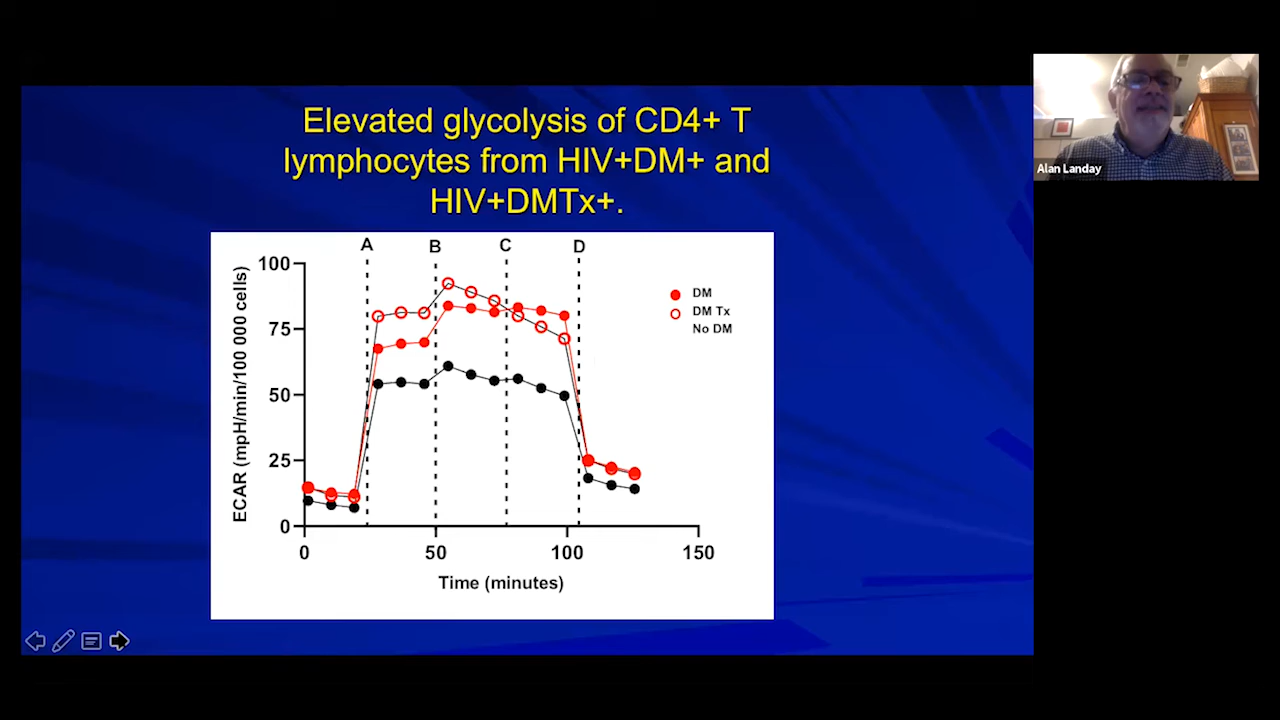 Elevated glycolysis of CD4+ T
lymphocytes from HIV+DM+ and
HIV+DMTx+.
Alan Landay
A
B
C
D
100
75
50
25
0
ECAR (mpH/min/100 000 cells)
DM
DM Tx
No DM
0
50
100
150
Time (minutes)